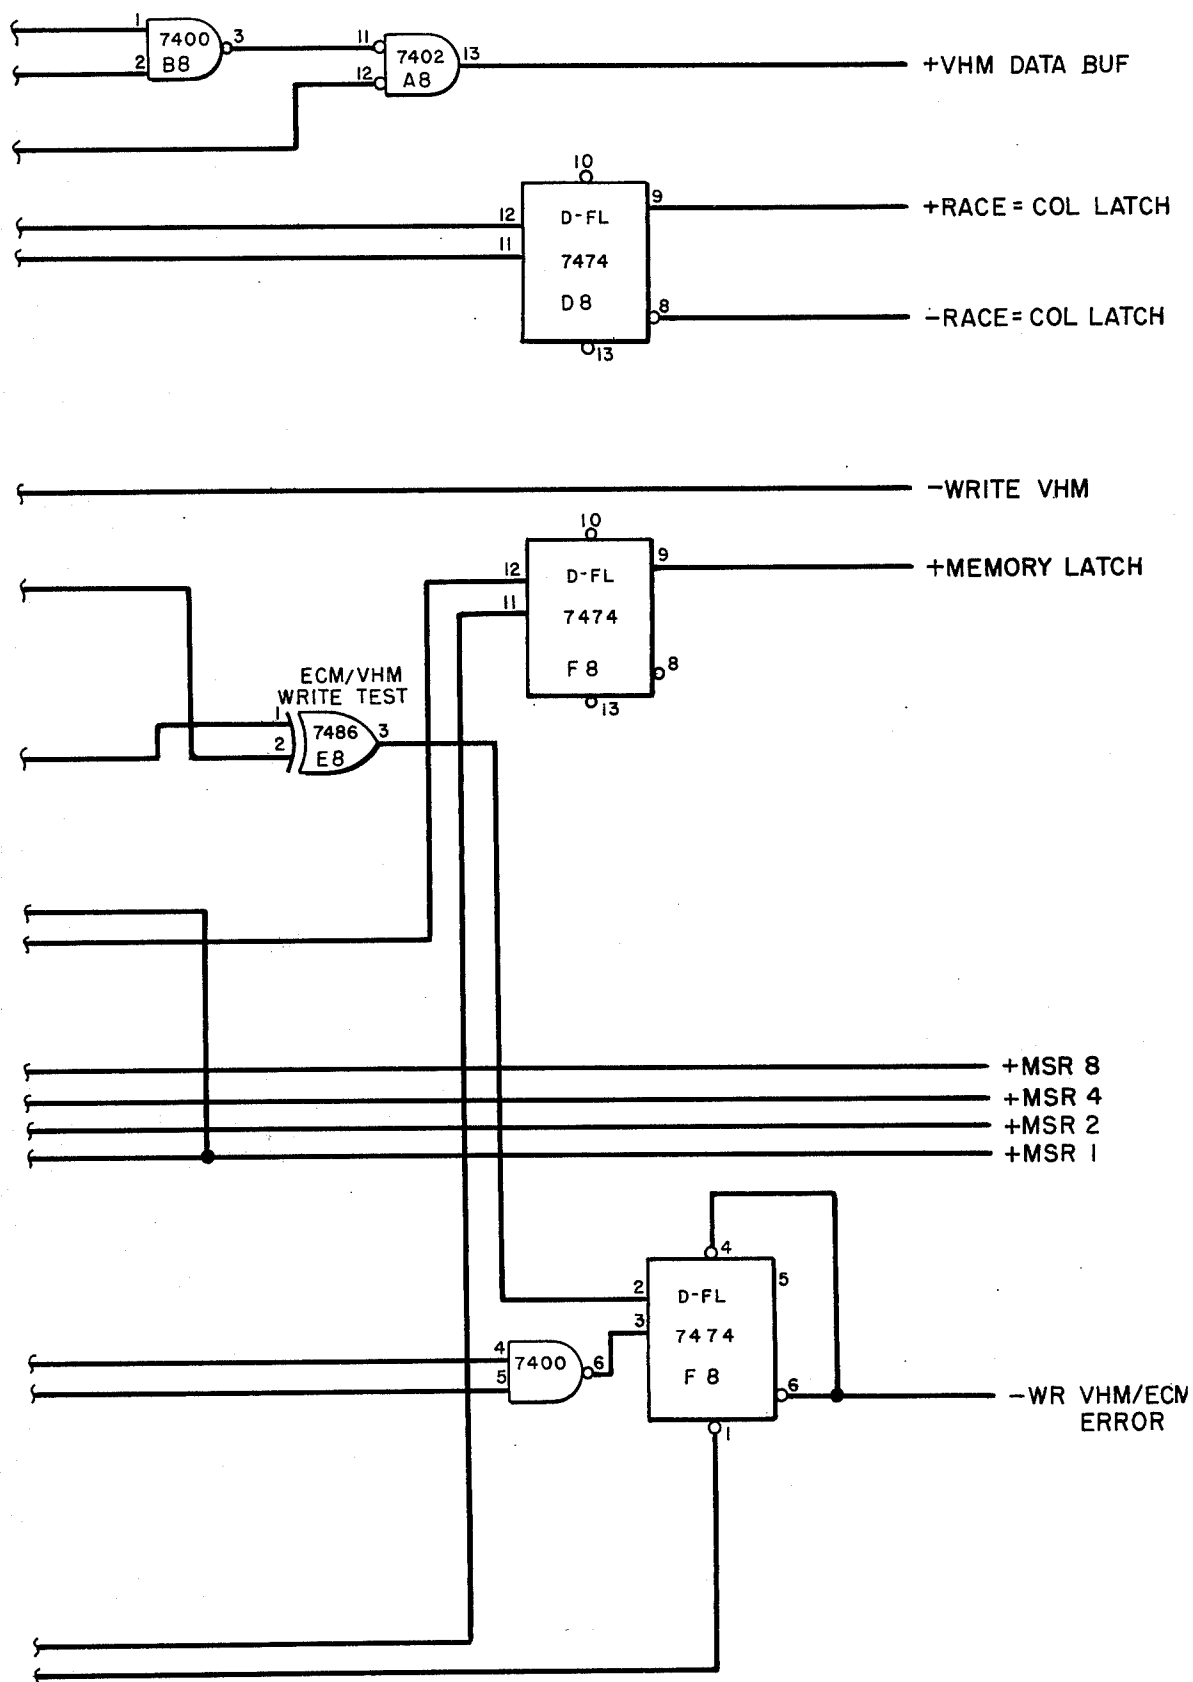 1
7400
3
2
B8
11
7402
13
12
A8
+VHM DATA BUF
10
12
D-FL
9
+RACE=COL LATCH
11
7474
D8
8
-RACE=COL LATCH
13
-WRITE VHM
10
12
D-FL
9
+MEMORY LATCH
11
7474
F8
8
13
ECM/VHM
WRITE TEST
1
7486
3
2
E8
+MSR 8
+MSR 4
+MSR 2
+MSR 1
4
2
D-FL
5
3
7474
4
7400
6
5
F8
6
-WR VHM/ECM
ERROR
1